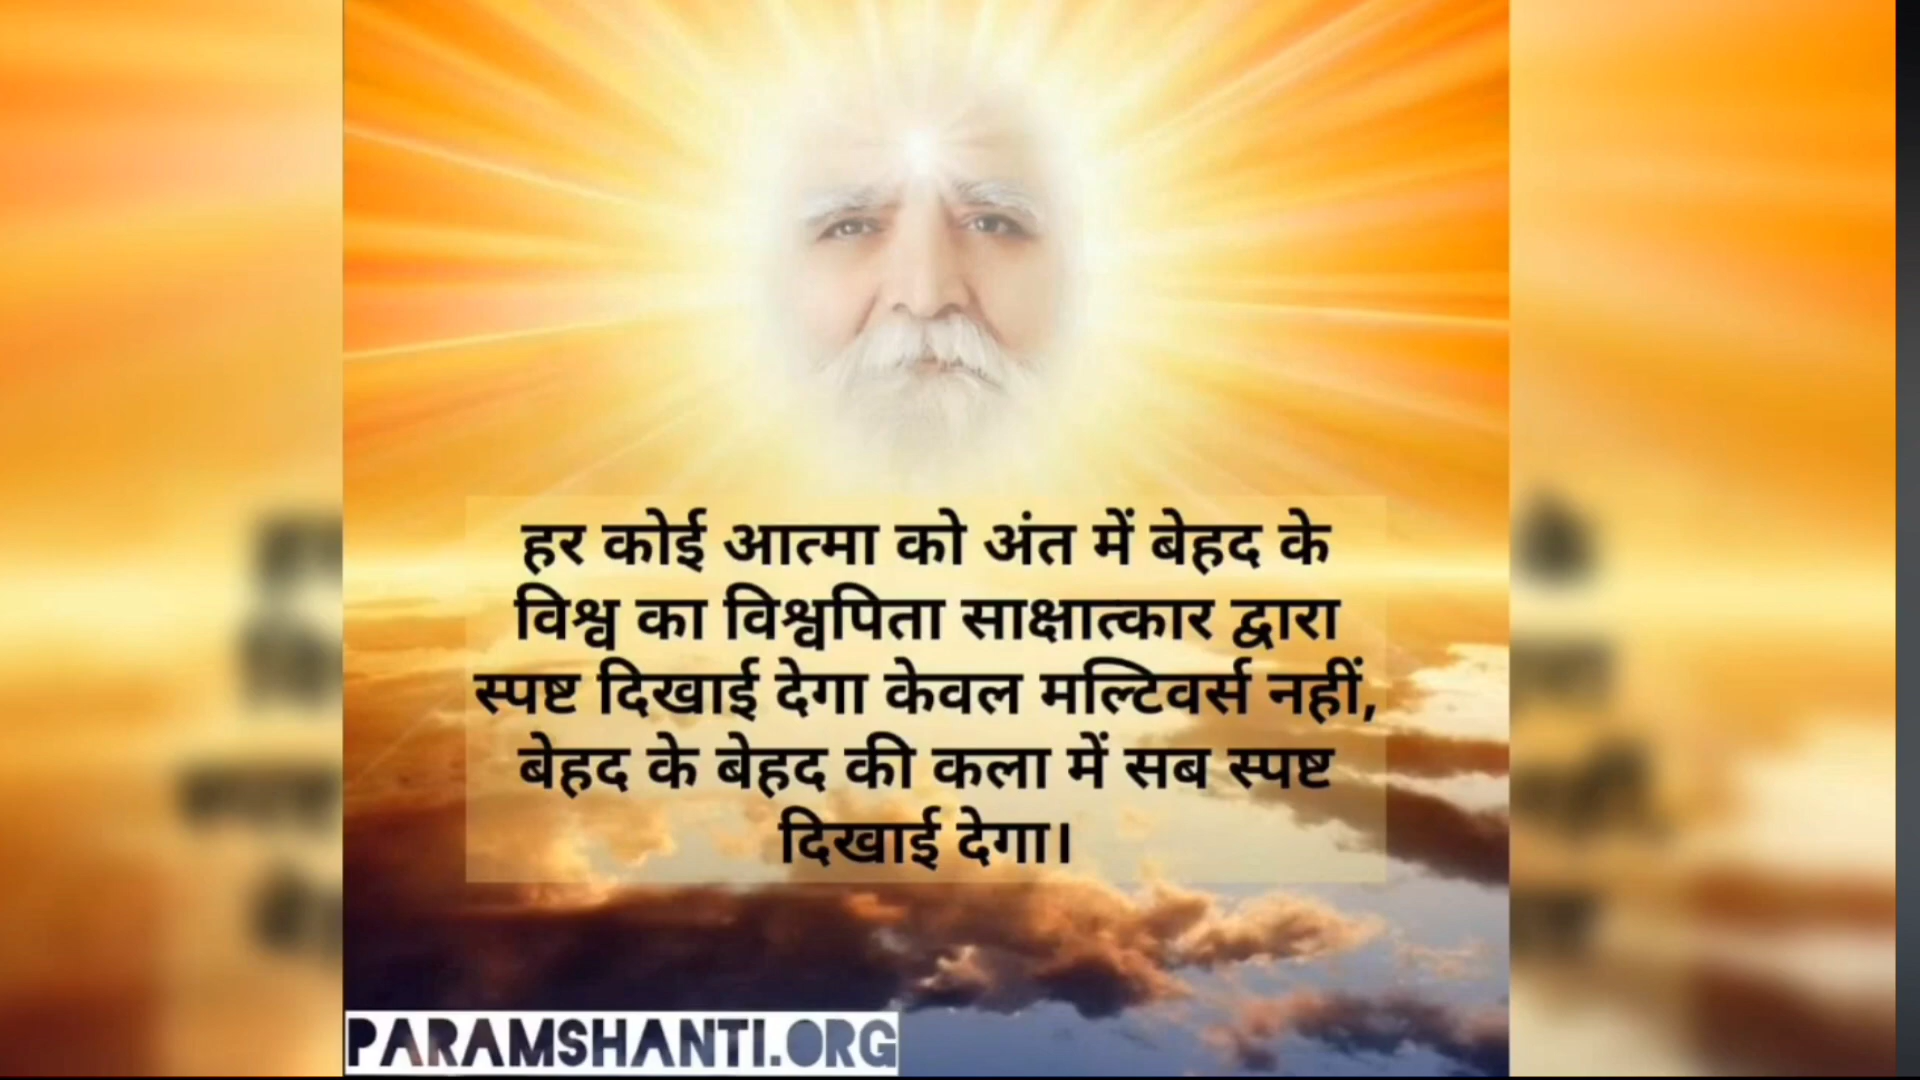 हर कोई आत्मा को अंत में बेहद के
विश्व का विश्वपिता साक्षात्कार द्वारा
स्पष्ट दिखाई देगा केवल मल्टिवर्स नहीं,
बेहद के बेहद की कला में सब स्पष्ट
दिखाई देगा।
PARAMSHANTI.ORG